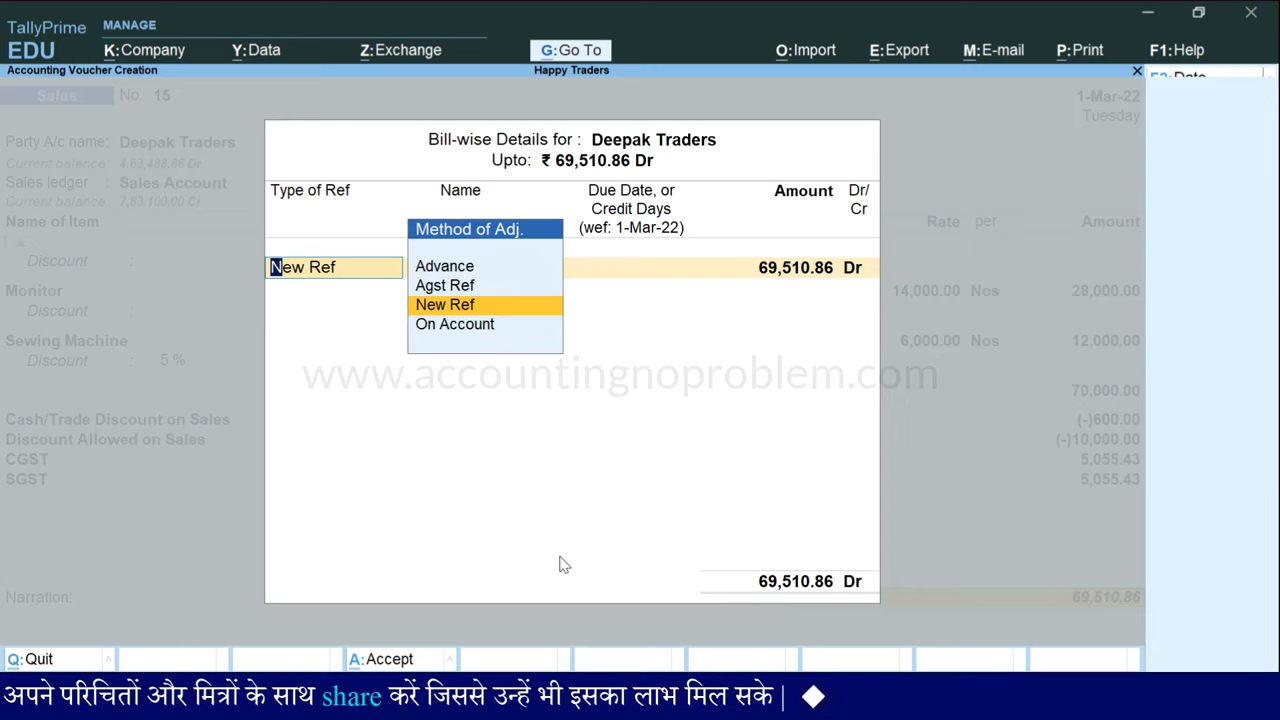 TallyPrime MANAGE
EDU K:Company Y:Data Z:Exchange G:Go To O:Import E:Export M:E-mail P:Print F1:Help
Accounting Voucher Creation Happy Traders
Sales No. 15 1-Mar-22
Tuesday
Party A/c name: Deepak Traders
Current balance: 4,63,488.86 Dr
Sales ledger : Sales Account
Current balance: 7,83,100.00 Cr
Name of Item Rate per Amount
Discount :
Monitor 14,000.00 Nos 28,000.00
Discount :
Sewing Machine 6,000.00 Nos 12,000.00
Discount 5 %
70,000.00
Cash/Trade Discount on Sales (-)600.00
Discount Allowed on Sales (-)10,000.00
CGST 5,055.43
SGST 5,055.43
Narration: 69,510.86
Bill-wise Details for : Deepak Traders
Upto: ₹ 69,510.86 Dr
Type of Ref Name Due Date, or Amount Dr/
Credit Days Cr
(wef: 1-Mar-22)
New Ref 69,510.86 Dr
Method of Adj.
Advance
Agst Ref
New Ref
On Account
www.accountingnoproblem.com
69,510.86 Dr
Q:Quit A:Accept
अपने परिचितों और मित्रों के साथ share करें जिससे उन्हें भी इसका लाभ मिल सके |